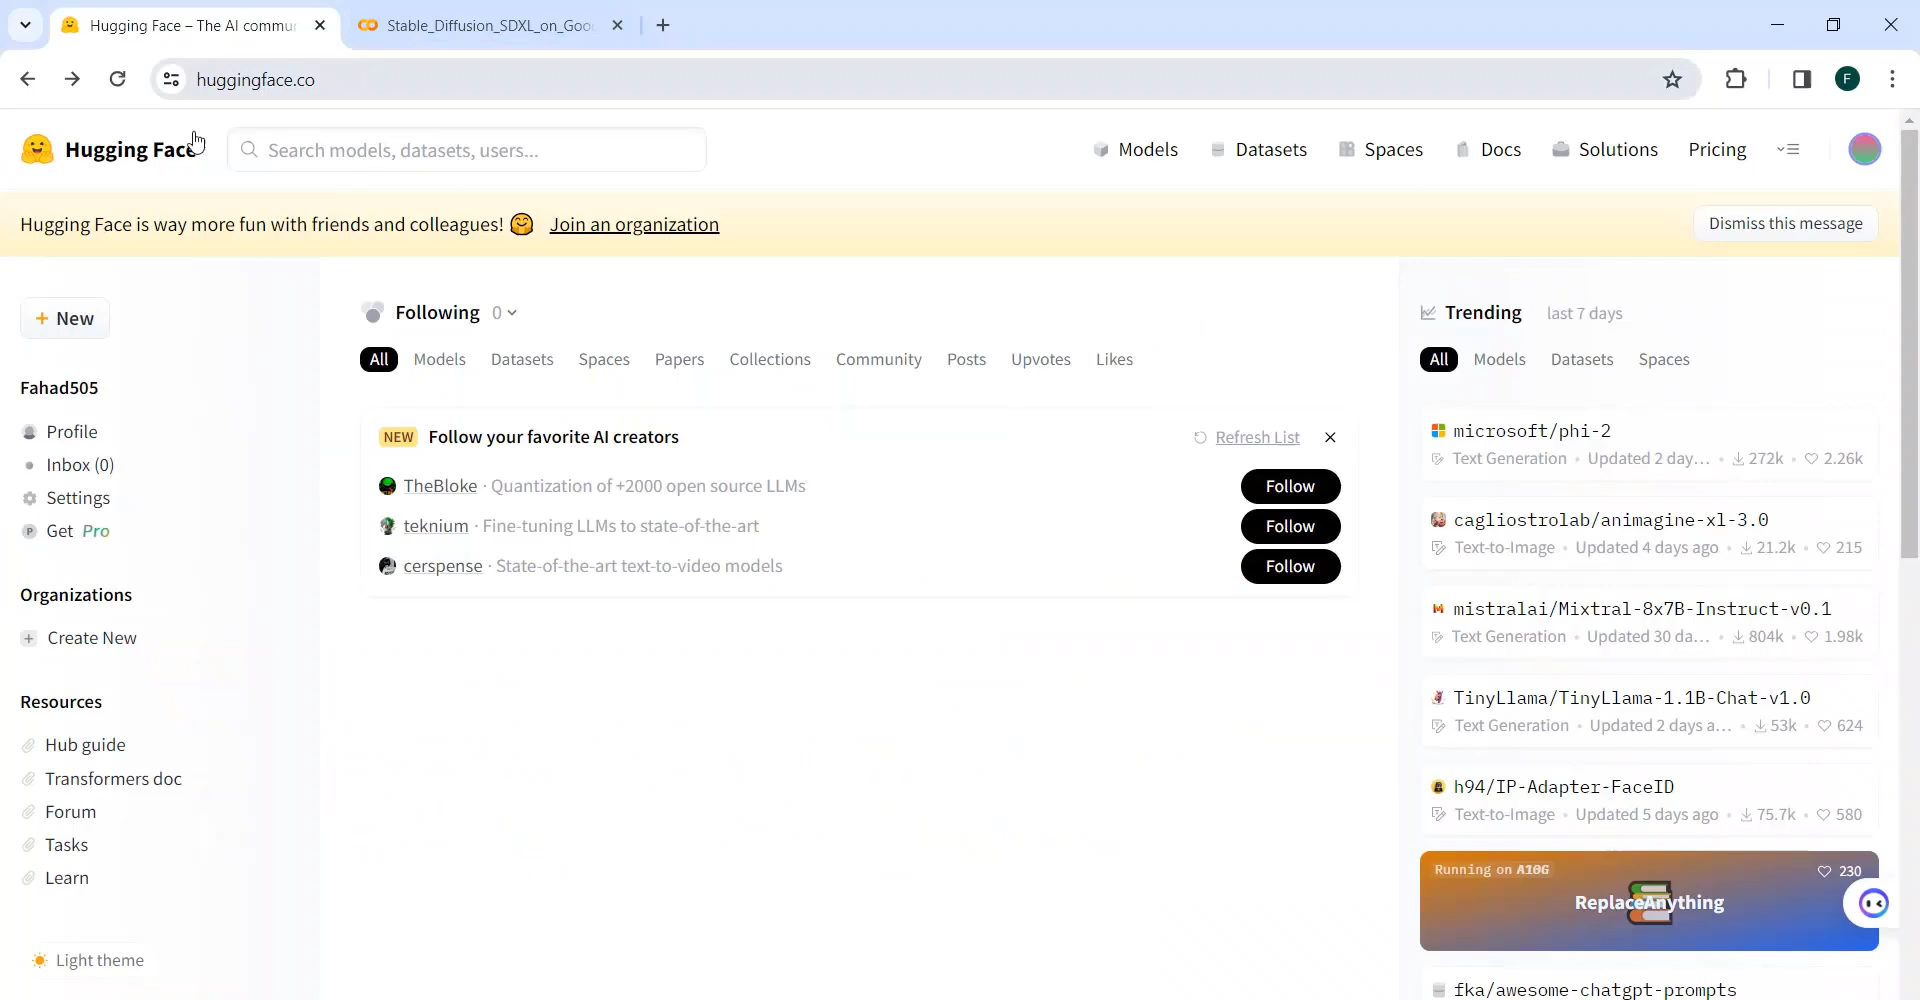 Hugging Face – The AI commu
Stable_Diffusion_SDXL_on_Goo
huggingface.co
F
Hugging Face
Search models, datasets, users...
Models
Datasets
Spaces
Docs
Solutions
Pricing
Hugging Face is way more fun with friends and colleagues! 🤗 Join an organization
Dismiss this message
+ New
Fahad505
Profile
Inbox (0)
Settings
P Get Pro
Organizations
+ Create New
Resources
Hub guide
Transformers doc
Forum
Tasks
Learn
Light theme
Following 0
All Models Datasets Spaces Papers Collections Community Posts Upvotes Likes
NEW Follow your favorite AI creators
Refresh List
TheBloke · Quantization of +2000 open source LLMs
Follow
teknium · Fine-tuning LLMs to state-of-the-art
Follow
cerspense · State-of-the-art text-to-video models
Follow
Trending last 7 days
All Models Datasets Spaces
microsoft/phi-2
Text Generation • Updated 2 day... • 272k • 2.26k
cagliostrolab/animagine-xl-3.0
Text-to-Image • Updated 4 days ago • 21.2k • 215
mistralai/Mixtral-8x7B-Instruct-v0.1
Text Generation • Updated 30 da... • 804k • 1.98k
TinyLlama/TinyLlama-1.1B-Chat-v1.0
Text Generation • Updated 2 days a... • 53k • 624
h94/IP-Adapter-FaceID
Text-to-Image • Updated 5 days ago • 75.7k • 580
Running on A10G
230
ReplaceAnything
fka/awesome-chatgpt-prompts